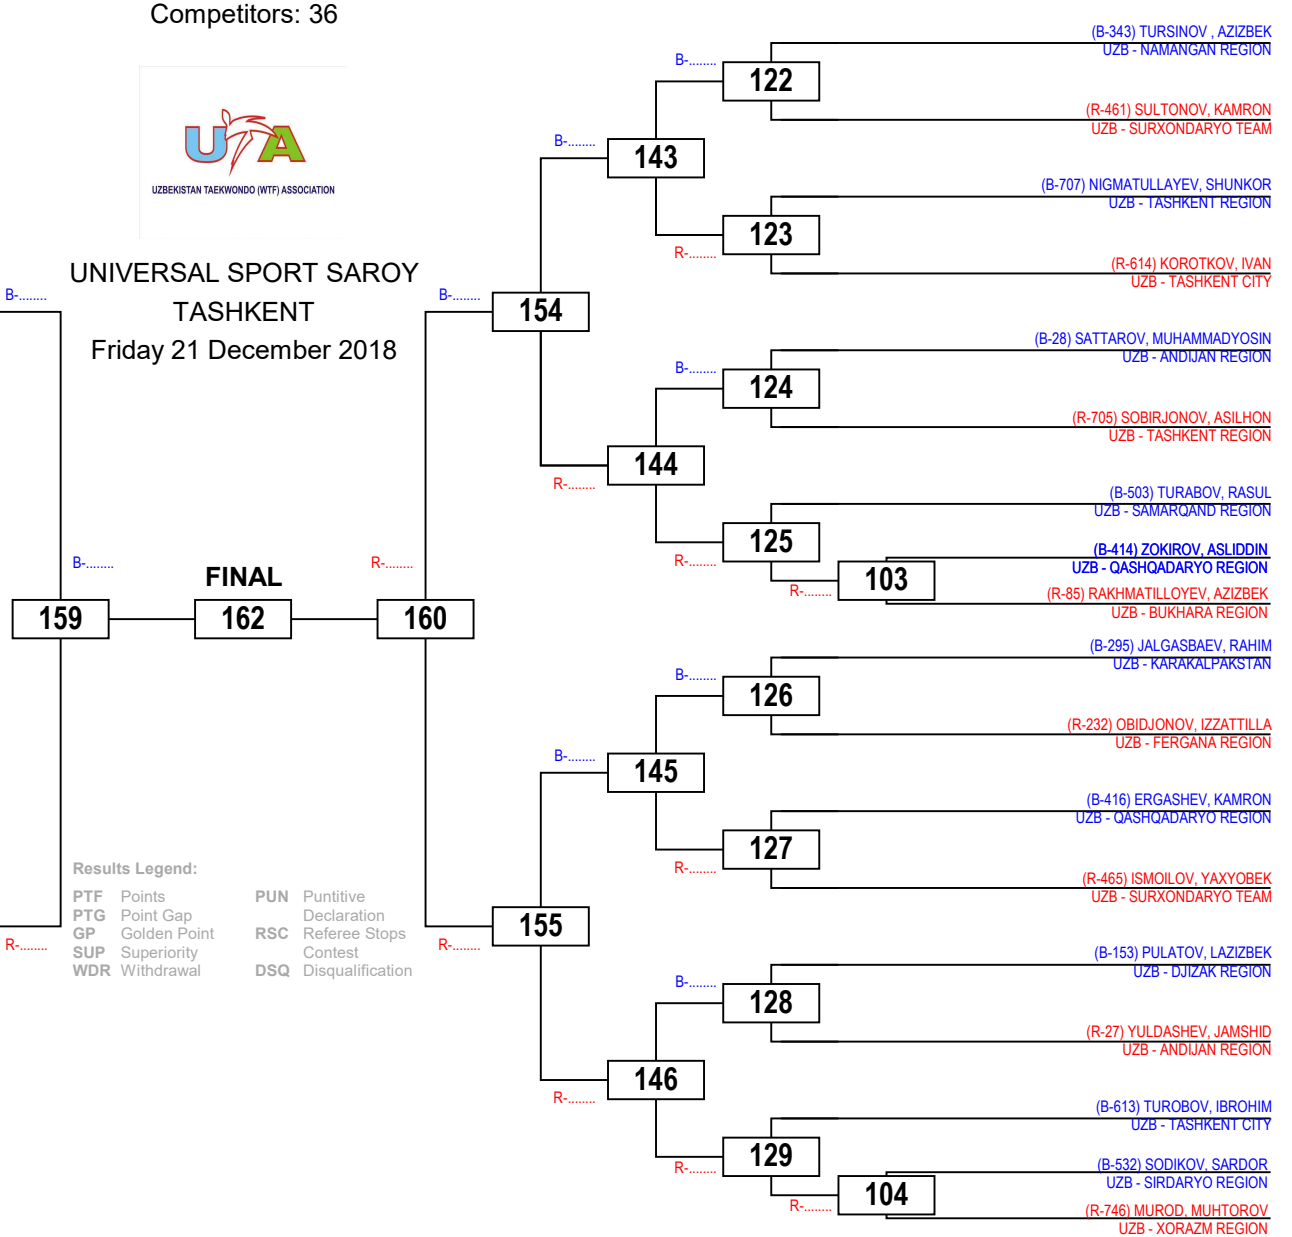 Competitors: 36
UTA
UZBEKISTAN TAEKWONDO (WTF) ASSOCIATION
UNIVERSAL SPORT SAROY
TASHKENT
Friday 21 December 2018
B-........
R-........
B-........
159
FINAL
162
R-........
160
B-........
R-........
154
155
B-........
143
R-........
144
B-........
145
R-........
146
B-........
122
(B-343) TURSINOV , AZIZBEK
UZB - NAMANGAN REGION
(R-461) SULTONOV, KAMRON
UZB - SURXONDARYO TEAM
R-........
123
(B-707) NIGMATULLAYEV, SHUNKOR
UZB - TASHKENT REGION
(R-614) KOROTKOV, IVAN
UZB - TASHKENT CITY
B-........
124
(B-28) SATTAROV, MUHAMMADYOSIN
UZB - ANDIJAN REGION
(R-705) SOBIRJONOV, ASILHON
UZB - TASHKENT REGION
R-........
125
(B-503) TURABOV, RASUL
UZB - SAMARQAND REGION
R-........
103
(B-414) ZOKIROV, ASLIDDIN
UZB - QASHQADARYO REGION
(R-85) RAKHMATILLOYEV, AZIZBEK
UZB - BUKHARA REGION
B-........
126
(B-295) JALGASBAEV, RAHIM
UZB - KARAKALPAKSTAN
(R-232) OBIDJONOV, IZZATTILLA
UZB - FERGANA REGION
R-........
127
(B-416) ERGASHEV, KAMRON
UZB - QASHQADARYO REGION
(R-465) ISMOILOV, YAXYOBEK
UZB - SURXONDARYO TEAM
B-........
128
(B-153) PULATOV, LAZIZBEK
UZB - DJIZAK REGION
(R-27) YULDASHEV, JAMSHID
UZB - ANDIJAN REGION
R-........
129
(B-613) TUROBOV, IBROHIM
UZB - TASHKENT CITY
R-........
104
(B-532) SODIKOV, SARDOR
UZB - SIRDARYO REGION
(R-746) MUROD, MUHTOROV
UZB - XORAZM REGION
Results Legend:
PTF Points
PTG Point Gap
GP Golden Point
SUP Superiority
WDR Withdrawal
PUN Puntitive
Declaration
RSC Referee Stops
Contest
DSQ Disqualification